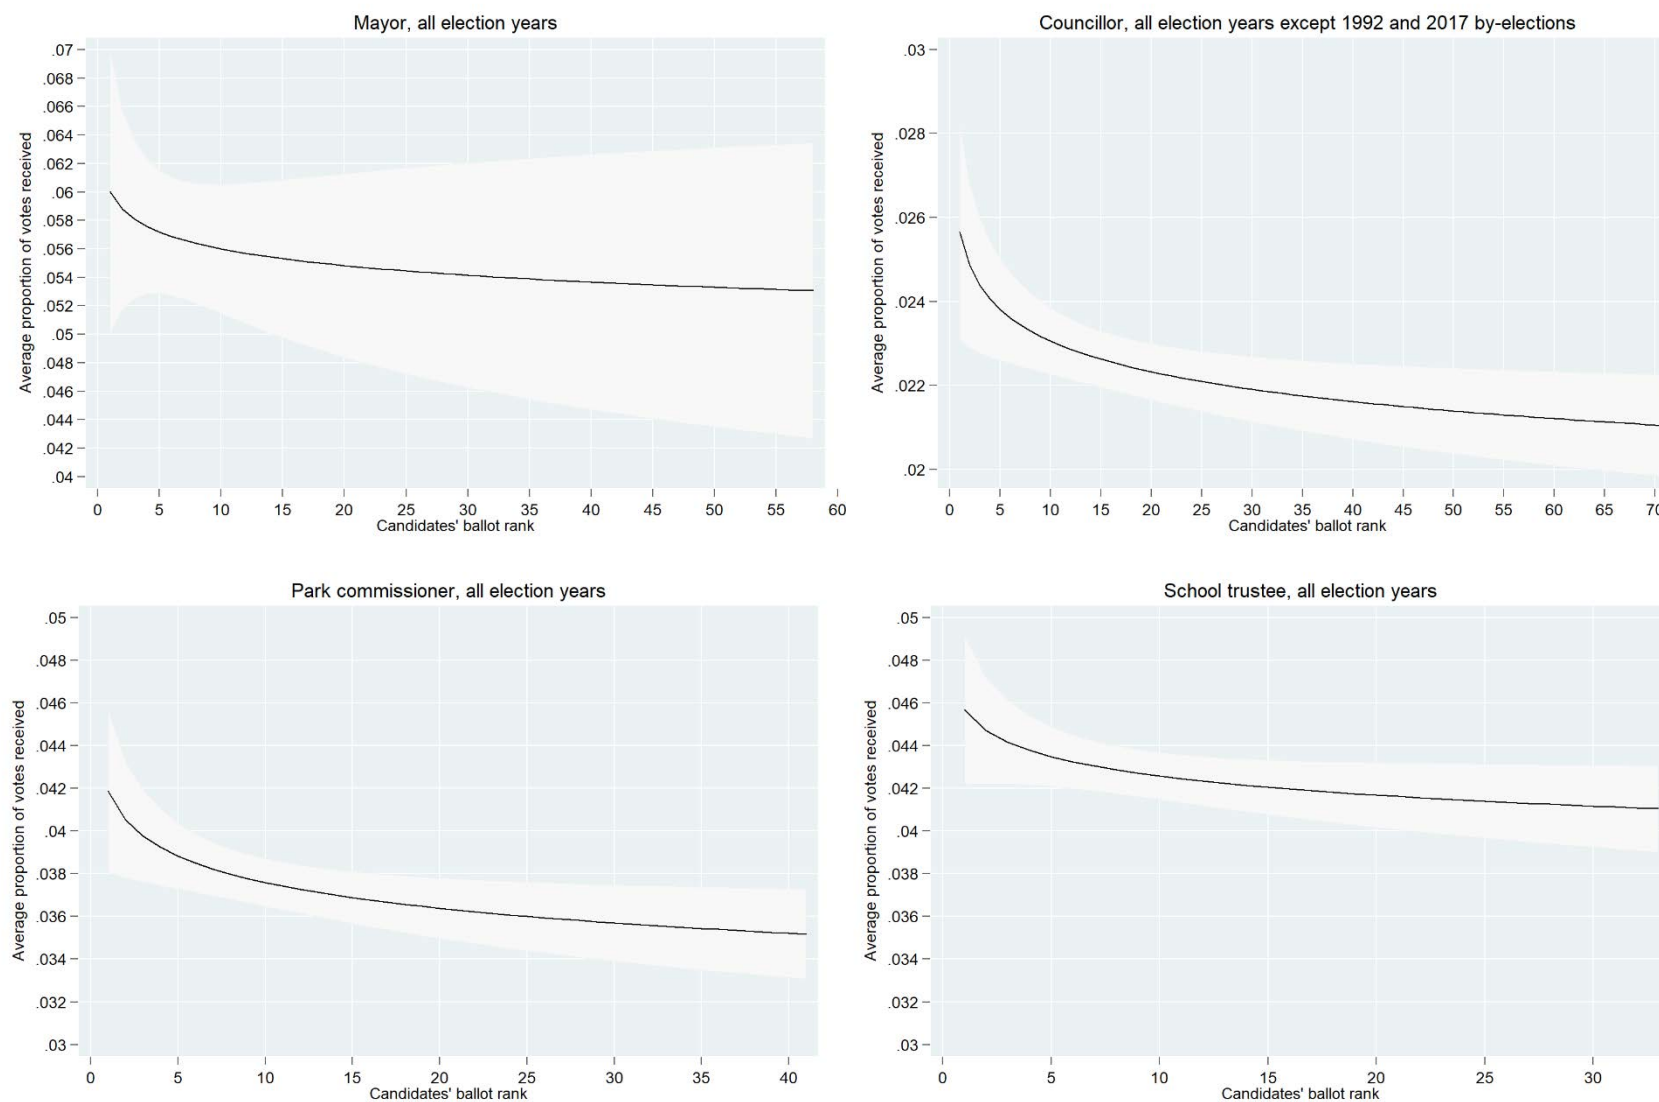 Mayor, all election years
Average proportion of votes received
.07
.068
.066
.064
.062
.06
.058
.056
.054
.052
.05
.048
.046
.044
.042
.04
0 5 10 15 20 25 30 35 40 45 50 55 60
Candidates' ballot rank
Councillor, all election years except 1992 and 2017 by-elections
Average proportion of votes received
.03
.028
.026
.024
.022
.02
0 5 10 15 20 25 30 35 40 45 50 55 60 65 70
Candidates' ballot rank
Park commissioner, all election years
Average proportion of votes received
.05
.048
.046
.044
.042
.04
.038
.036
.034
.032
.03
0 5 10 15 20 25 30 35 40
Candidates' ballot rank
School trustee, all election years
Average proportion of votes received
.05
.048
.046
.044
.042
.04
.038
.036
.034
.032
.03
0 5 10 15 20 25 30
Candidates' ballot rank